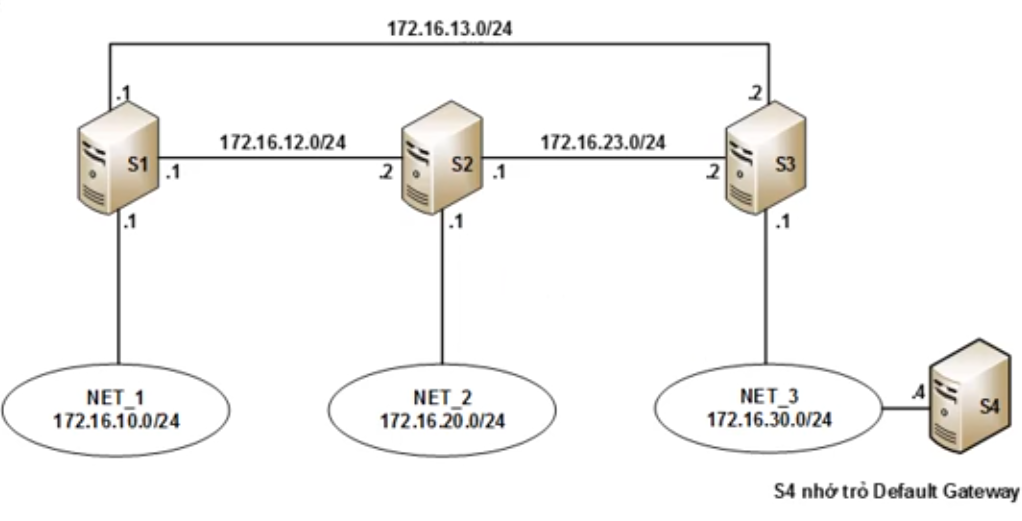 172.16.13.0/24
.1
.2
S1
172.16.12.0/24
S2
172.16.23.0/24
S3
.1
.2
.1
.2
.1
.1
.1
NET_1
172.16.10.0/24
NET_2
172.16.20.0/24
NET_3
172.16.30.0/24
.4
S4
S4 nhớ trỏ Default Gateway